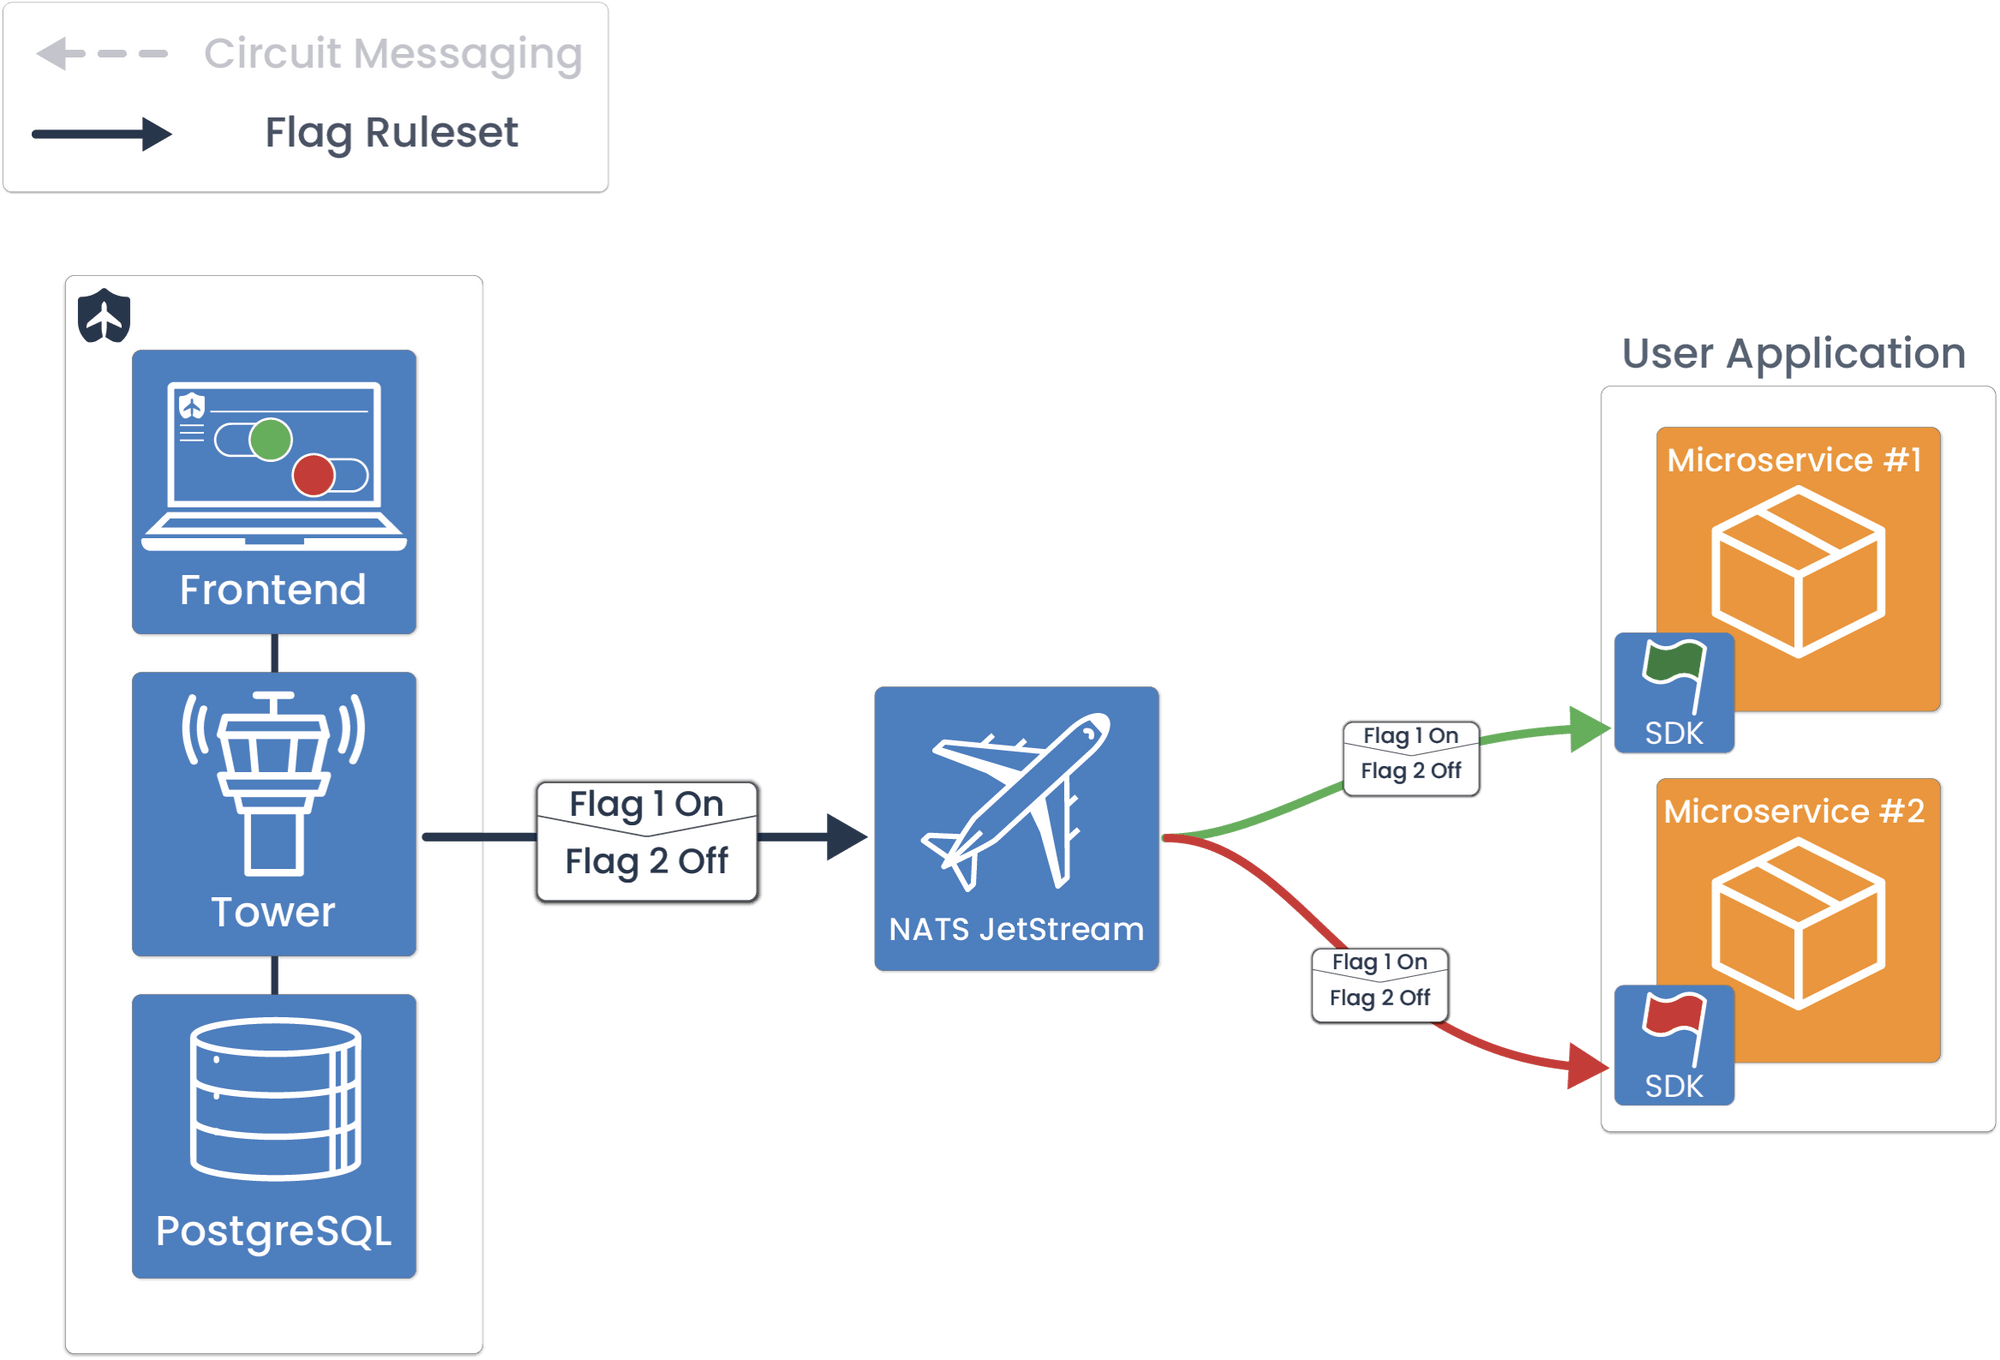 Circuit Messaging
Flag Ruleset
Frontend
Tower
PostgreSQL
Flag 1 On
Flag 2 Off
NATS JetStream
Flag 1 On
Flag 2 Off
Flag 1 On
Flag 2 Off
User Application
Microservice #1
SDK
Microservice #2
SDK